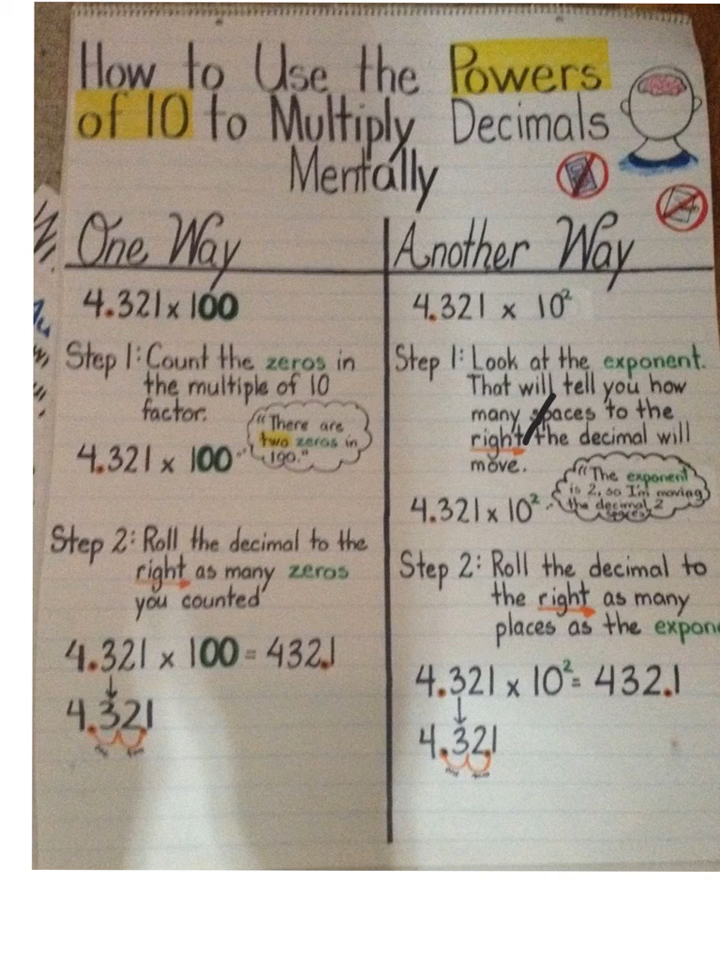 How to Use the Powers
of 10 to Multiply Decimals
Mentally
One Way
4.321 x 100
Step 1: Count the zeros in
the multiple of 10
factor.
"There are
two zeros in
100."
4.321 x 100
Step 2: Roll the decimal to the
right as many zeros
you counted
4.321 x 100 = 432.1
4.321
Another Way
4.321 x 10²
Step 1: Look at the exponent.
That will tell you how
many spaces to the
right the decimal will
move.
"The exponent
is 2, so I'm moving
the decimal 2
4.321 x 10²
Step 2: Roll the decimal to
the right as many
places as the expon
4.321 x 10² = 432.1
4.321